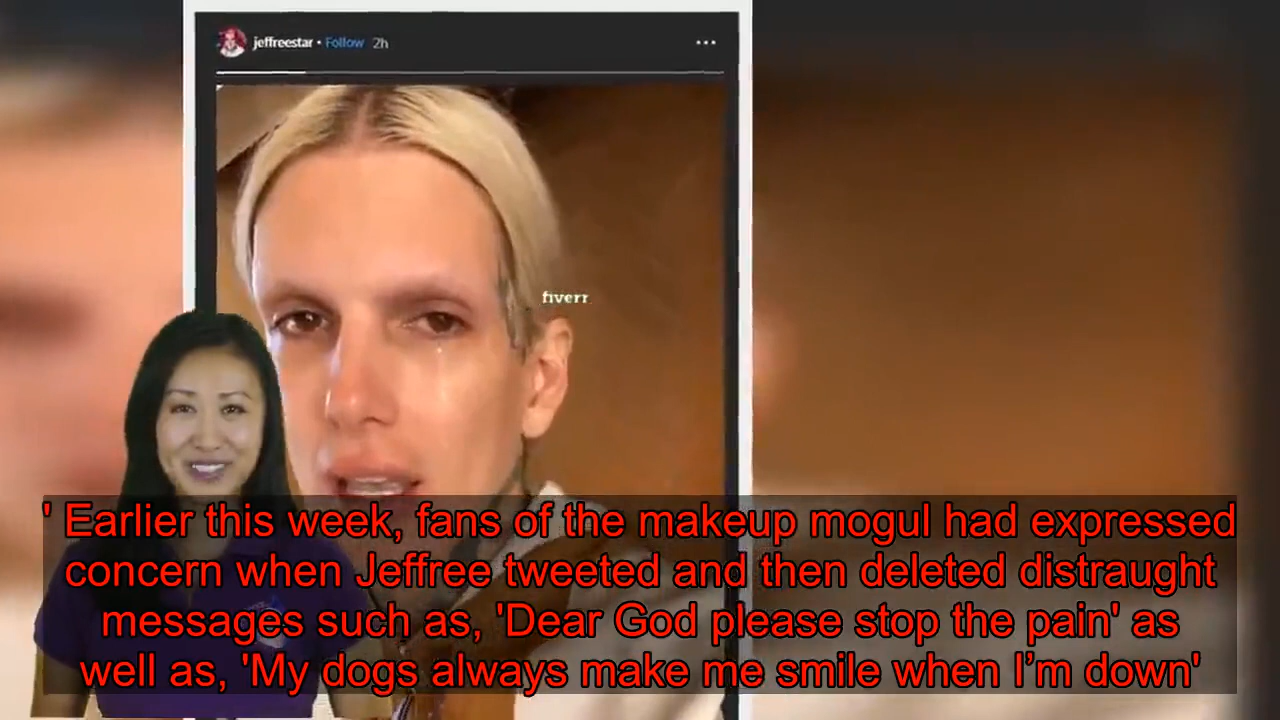 jeffreestar • Follow 2h
fiverr
' Earlier this week, fans of the makeup mogul had expressed
concern when Jeffree tweeted and then deleted distraught
messages such as, 'Dear God please stop the pain' as
well as, 'My dogs always make me smile when I’m down'